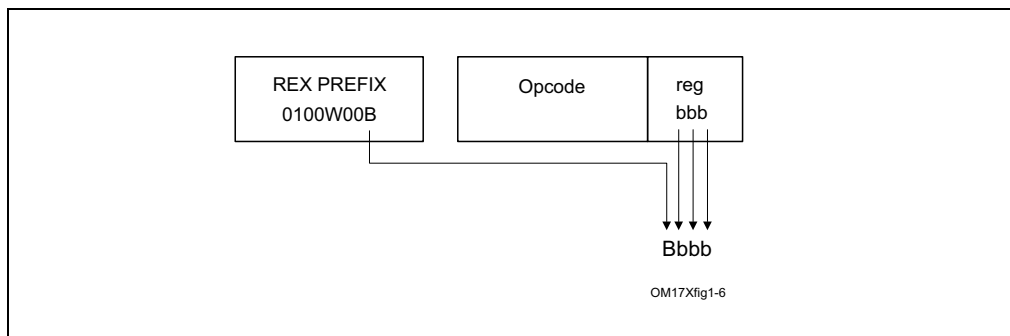 REX PREFIX
0100W00B
Opcode
reg
bbb
Bbbb
OM17Xfig1-6